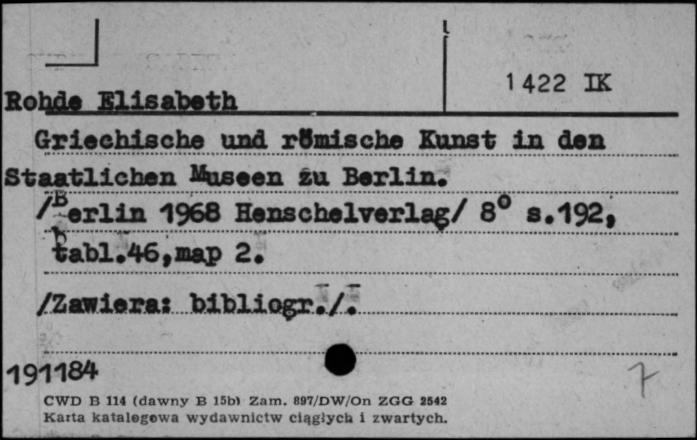 1422 IK
Rohde Elisabeth
Griechische und römische Kunst in den
Staatlichen Museen zu Berlin.
/Berlin 1968 Henschelverlag/ 8° s.192,
tabl.46,map 2.
/Zawiera: bibliogr./.
191184
7
CWD B 114 (dawny B 15b) Zam. 897/DW/On ZGG 2542
Karta katalogowa wydawnictw ciągłych i zwartych.